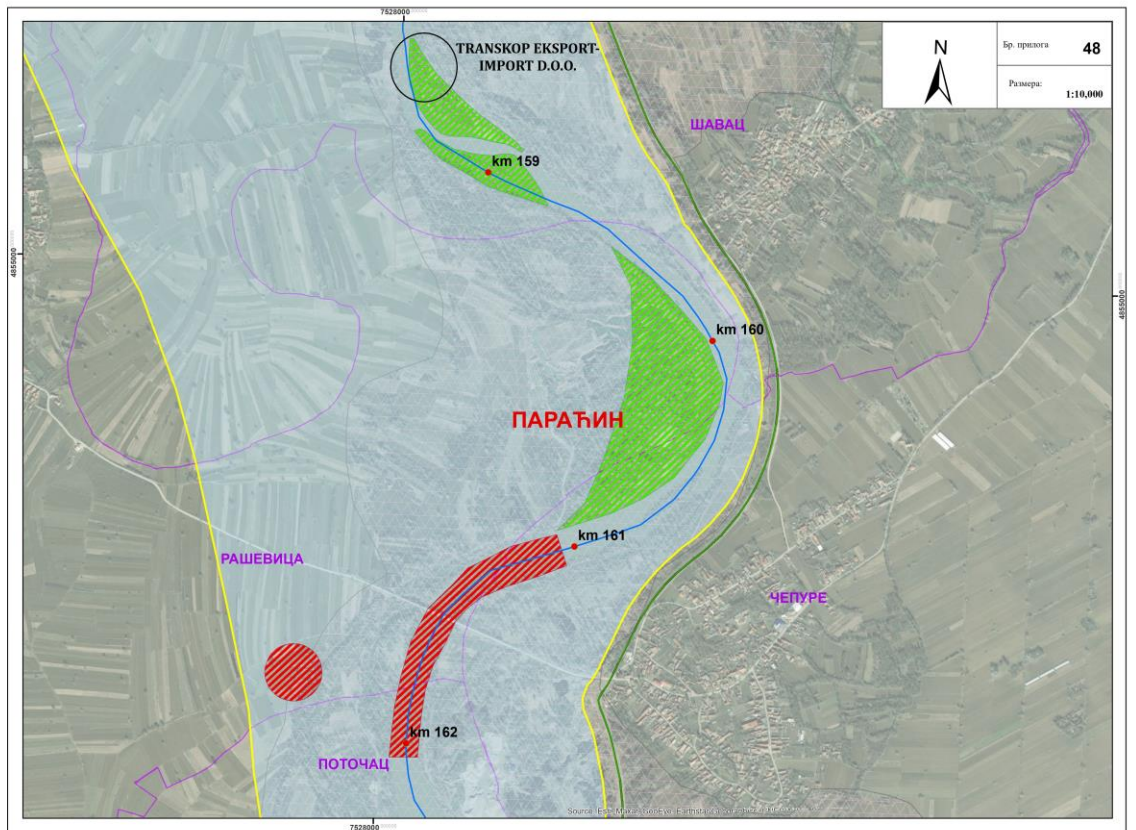 7528000
TRANSKOP EKSPORT-
IMPORT D.O.O.
N
Бр. прилога
48
Размера:
1:10,000
ШАВАЦ
km 159
4855000
4855000
km 160
ПАРАЋИН
km 161
РАШЕВИЦА
ЧЕПУРЕ
km 162
ПОТОЧАЦ
7528000